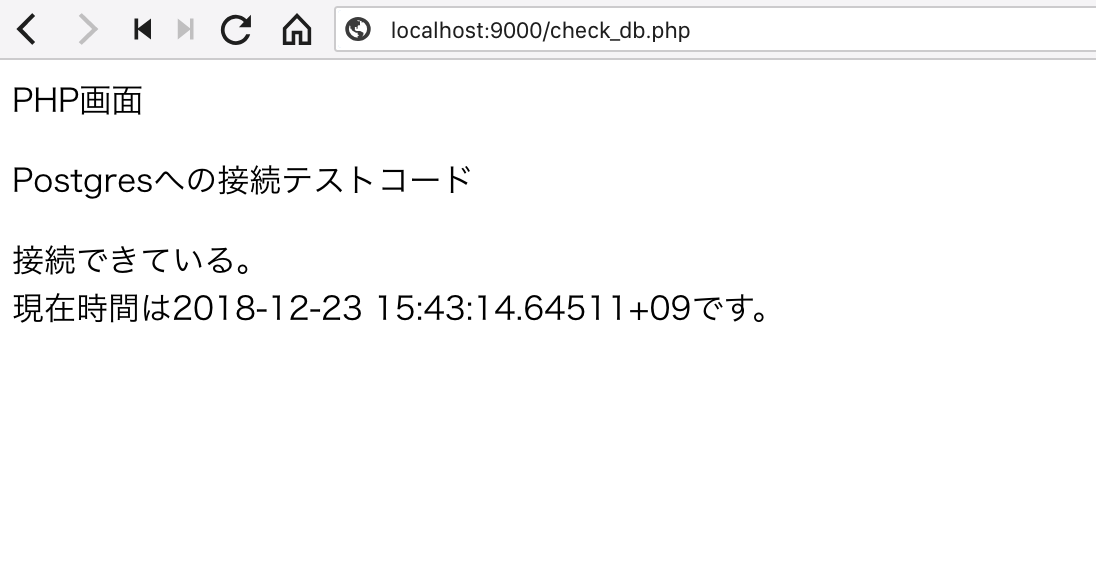 localhost:9000/check_db.php
PHP画面
Postgresへの接続テストコード
接続できている。
現在時間は2018-12-23 15:43:14.64511+09です。